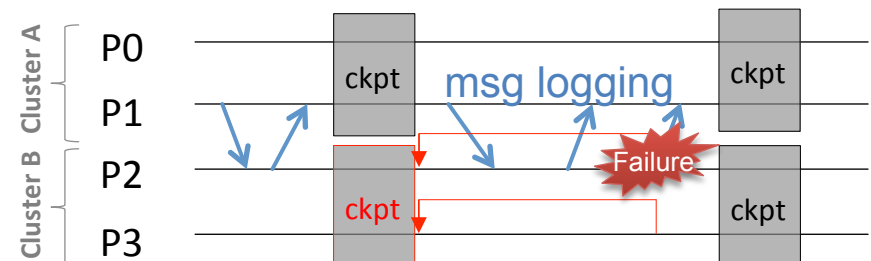 Cluster A
P0
P1
Cluster B
P2
P3
ckpt
msg logging
ckpt
Failure
ckpt
ckpt